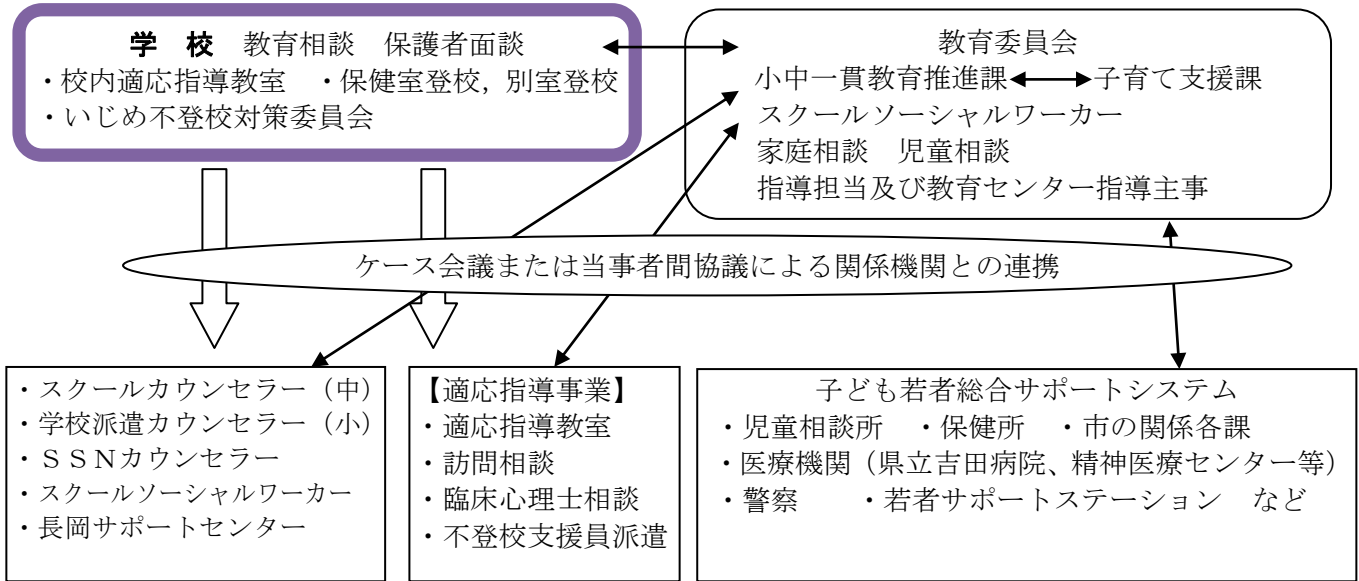 学　校　教育相談　保護者面談
・校内適応指導教室　・保健室登校，別室登校
・いじめ不登校対策委員会
教育委員会
小中一貫教育推進課　子育て支援課
スクールソーシャルワーカー
家庭相談　児童相談
指導担当及び教育センター指導主事
ケース会議または当事者間協議による関係機関との連携
・スクールカウンセラー（中）
・学校派遣カウンセラー（小）
・ＳＳＮカウンセラー
・スクールソーシャルワーカー
・長岡サポートセンター
【適応指導事業】
・適応指導教室
・訪問相談
・臨床心理士相談
・不登校支援員派遣
子ども若者総合サポートシステム
・児童相談所　・保健所　・市の関係各課
・医療機関（県立吉田病院、精神医療センター等）
・警察　　・若者サポートステーション　など